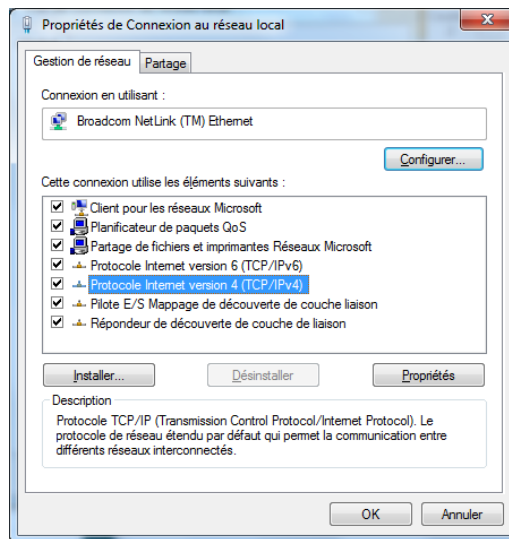 Propriétés de Connexion au réseau local
Gestion de réseau
Partage
Connexion en utilisant :
Broadcom NetLink (TM) Ethernet
Configurer...
Cette connexion utilise les éléments suivants :
Client pour les réseaux Microsoft
Planificateur de paquets QoS
Partage de fichiers et imprimantes Réseaux Microsoft
Protocole Internet version 6 (TCP/IPv6)
Protocole Internet version 4 (TCP/IPv4)
Pilote E/S Mappage de découverte de couche liaison
Répondeur de découverte de couche de liaison
Installer...
Désinstaller
Propriétés
Description
Protocole TCP/IP (Transmission Control Protocol/Internet Protocol). Le
protocole de réseau étendu par défaut qui permet la communication entre
différents réseaux interconnectés.
OK
Annuler